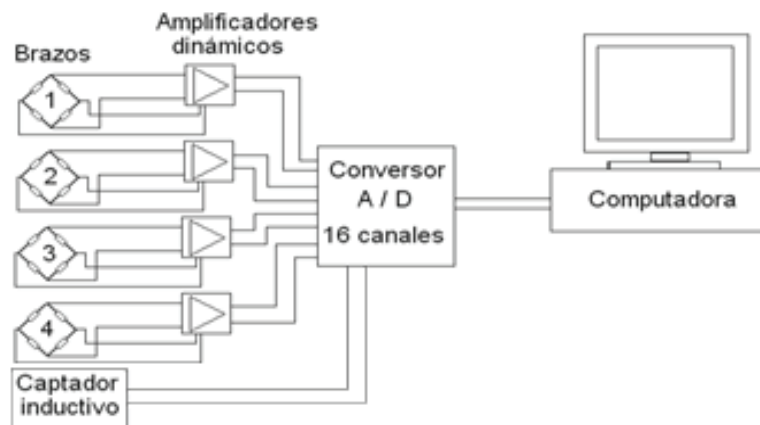 Amplificadores
dinámicos
Brazos
1
2
3
4
Conversor
A / D
16 canales
Computadora
Captador
inductivo